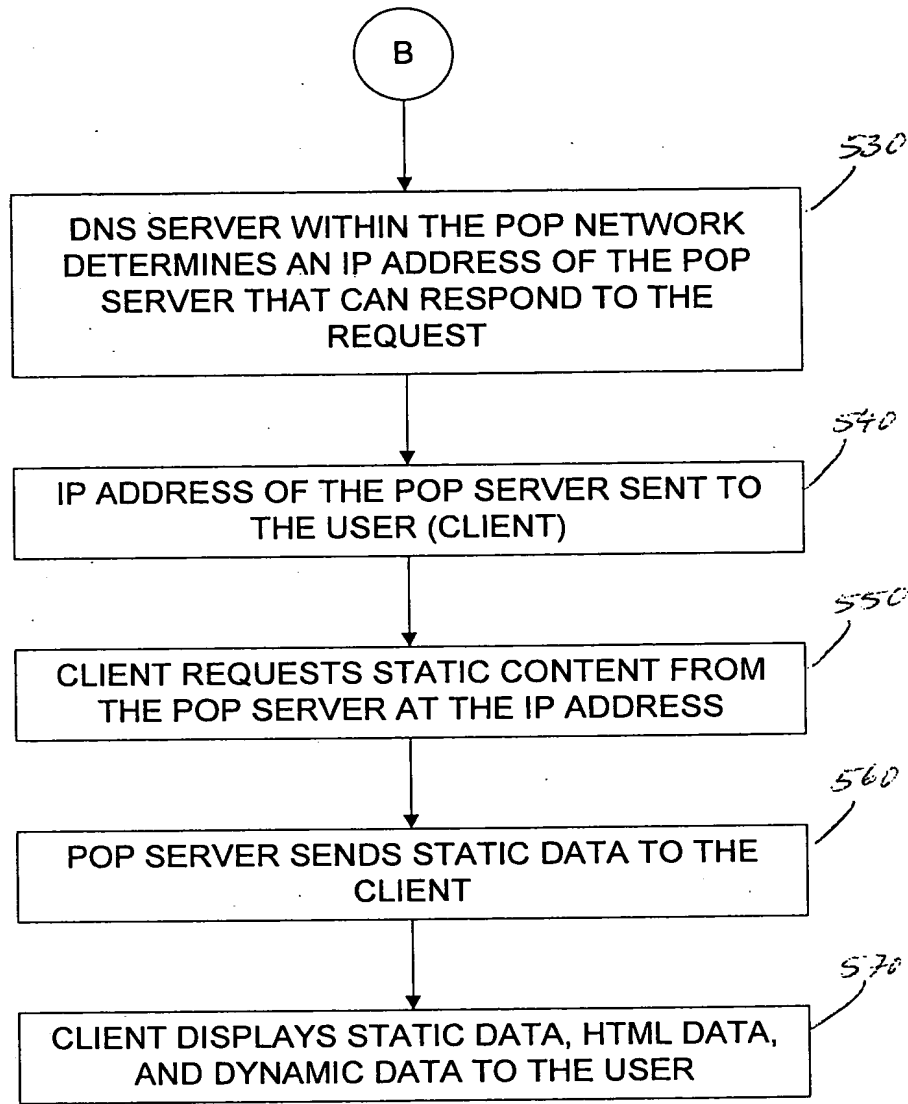 B
530
DNS SERVER WITHIN THE POP NETWORK
DETERMINES AN IP ADDRESS OF THE POP
SERVER THAT CAN RESPOND TO THE
REQUEST
540
IP ADDRESS OF THE POP SERVER SENT TO
THE USER (CLIENT)
550
CLIENT REQUESTS STATIC CONTENT FROM
THE POP SERVER AT THE IP ADDRESS
560
POP SERVER SENDS STATIC DATA TO THE
CLIENT
570
CLIENT DISPLAYS STATIC DATA, HTML DATA,
AND DYNAMIC DATA TO THE USER